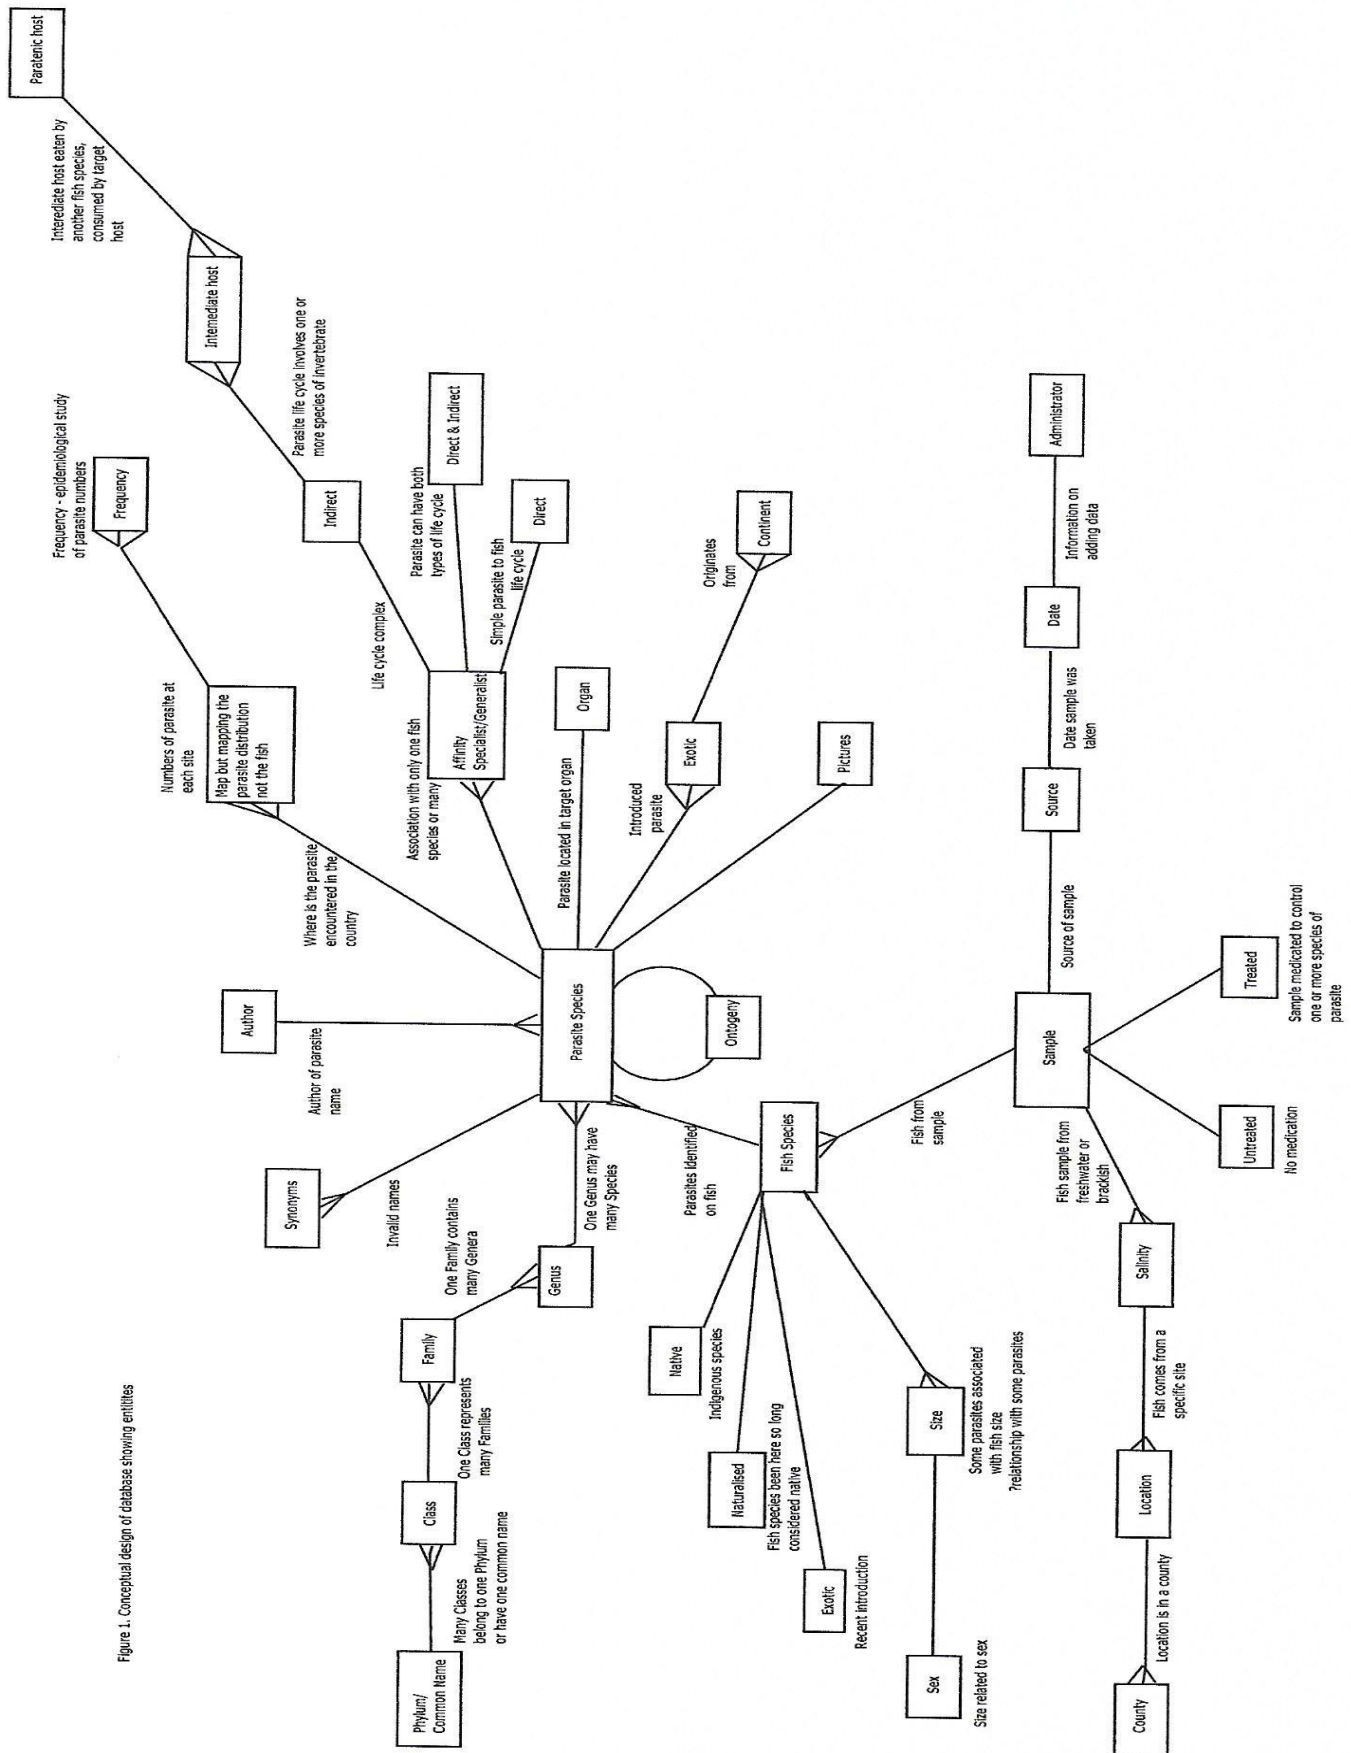 Figure 1. Conceptual design of database showing entitites
Paratenic host
Interediate host eaten by
another fish species,
consumed by target
host
Frequency - epidemiological study
of parasite numbers
Frequency
Intemediate host
Numbers of parasite at
each site
Map but mapping the
parasite distribution
not the fish
Author
Author of parasite
name
Where is the parasite
encountered in the
country
Parasite life cycle involves one or
more species of invertebrate
Indirect
Synonyms
Invalid names
Life cycle complex
Phylum/
Common Name
Many Classes
belong to one Phylum
or have one common name
Class
One Class represents
many Families
Family
One Family contains
many Genera
Association with only one fish
species or many
Affinity
Specialist/Generalist
Parasite can have both
types of life cycle
Direct & Indirect
Simple parasite to fish
life cycle
Direct
Genus
One Genus may have
many Species
Parasite Species
Parasite located in target organ
Organ
Introduced
parasite
Exotic
Originates
from
Continent
Native
Indigenous species
Parasites identified
on fish
Ontogeny
Pictures
Naturalised
Fish species been here so long
considered native
Fish Species
Exotic
Recent introduction
Sex
Size related to sex
Size
Some parasites associated
with fish size
?relationship with some parasites
Fish from
sample
Sample
Source of sample
Source
Date sample was
taken
Date
Information on
adding data
Administrator
Fish sample from
freshwater or
brackish
County
Location is in a county
Location
Fish comes from a
specific site
Salinity
Untreated
No medication
Treated
Sample medicated to control
one or more species of
parasite